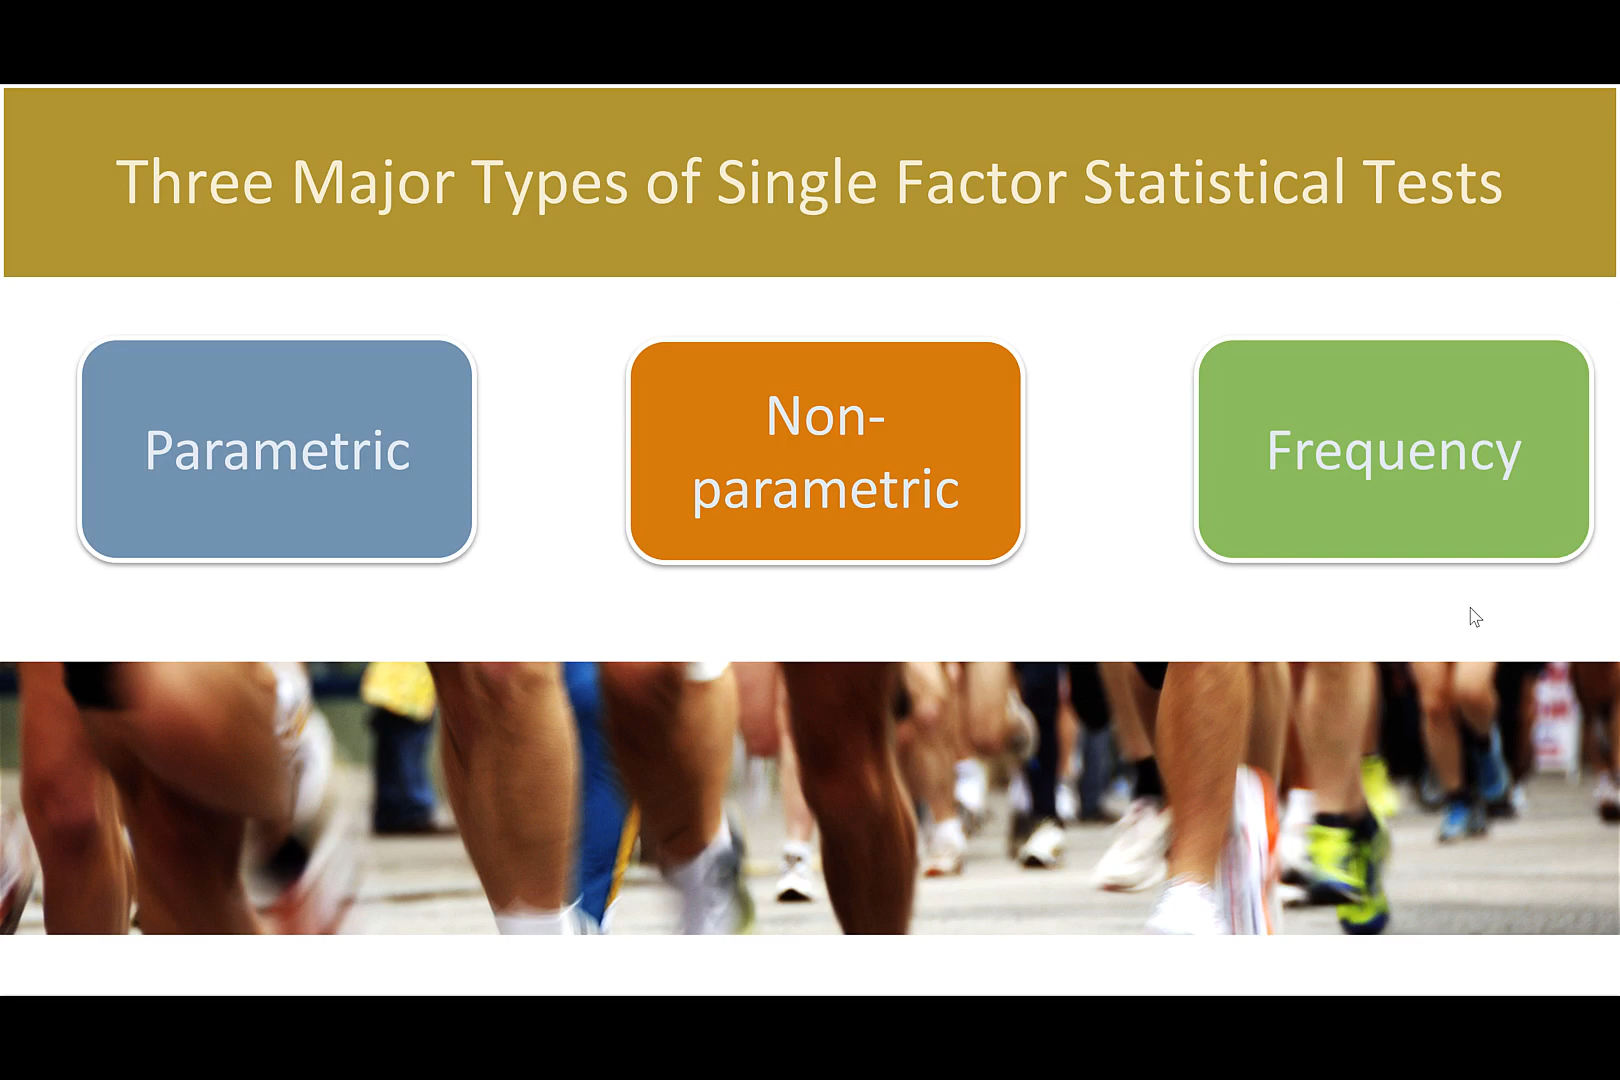 Three Major Types of Single Factor Statistical Tests
Parametric
Non-
parametric
Frequency